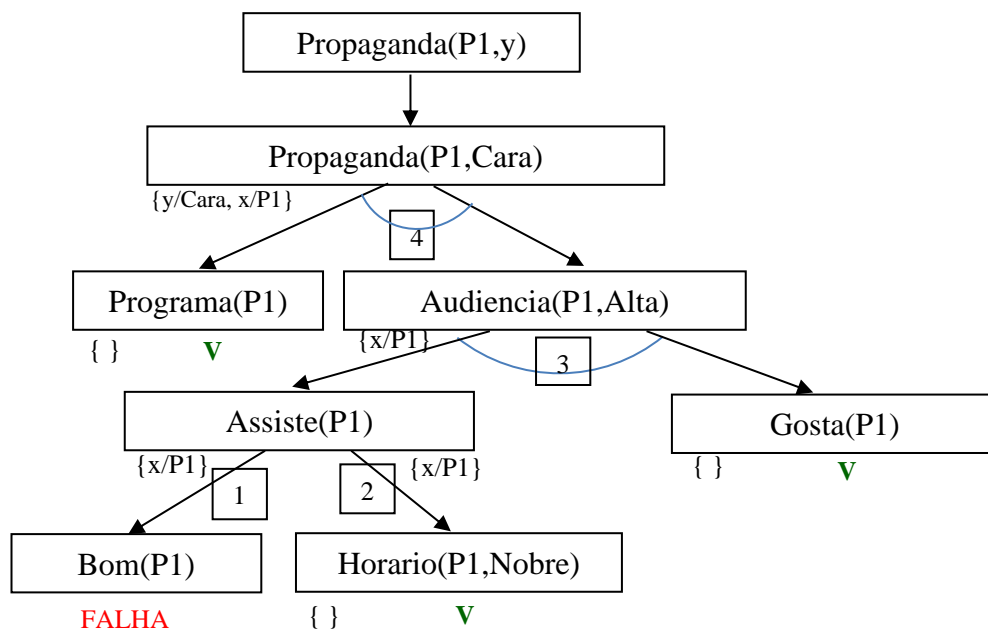 Propaganda(P1,y)
Propaganda(P1,Cara)
{y/Cara, x/P1}
4
Programa(P1)
Audiencia(P1,Alta)
{ } V
{x/P1}
3
Assiste(P1)
Gosta(P1)
{x/P1}
{x/P1}
{ } V
1
2
Bom(P1)
Horario(P1,Nobre)
FALHA
{ } V